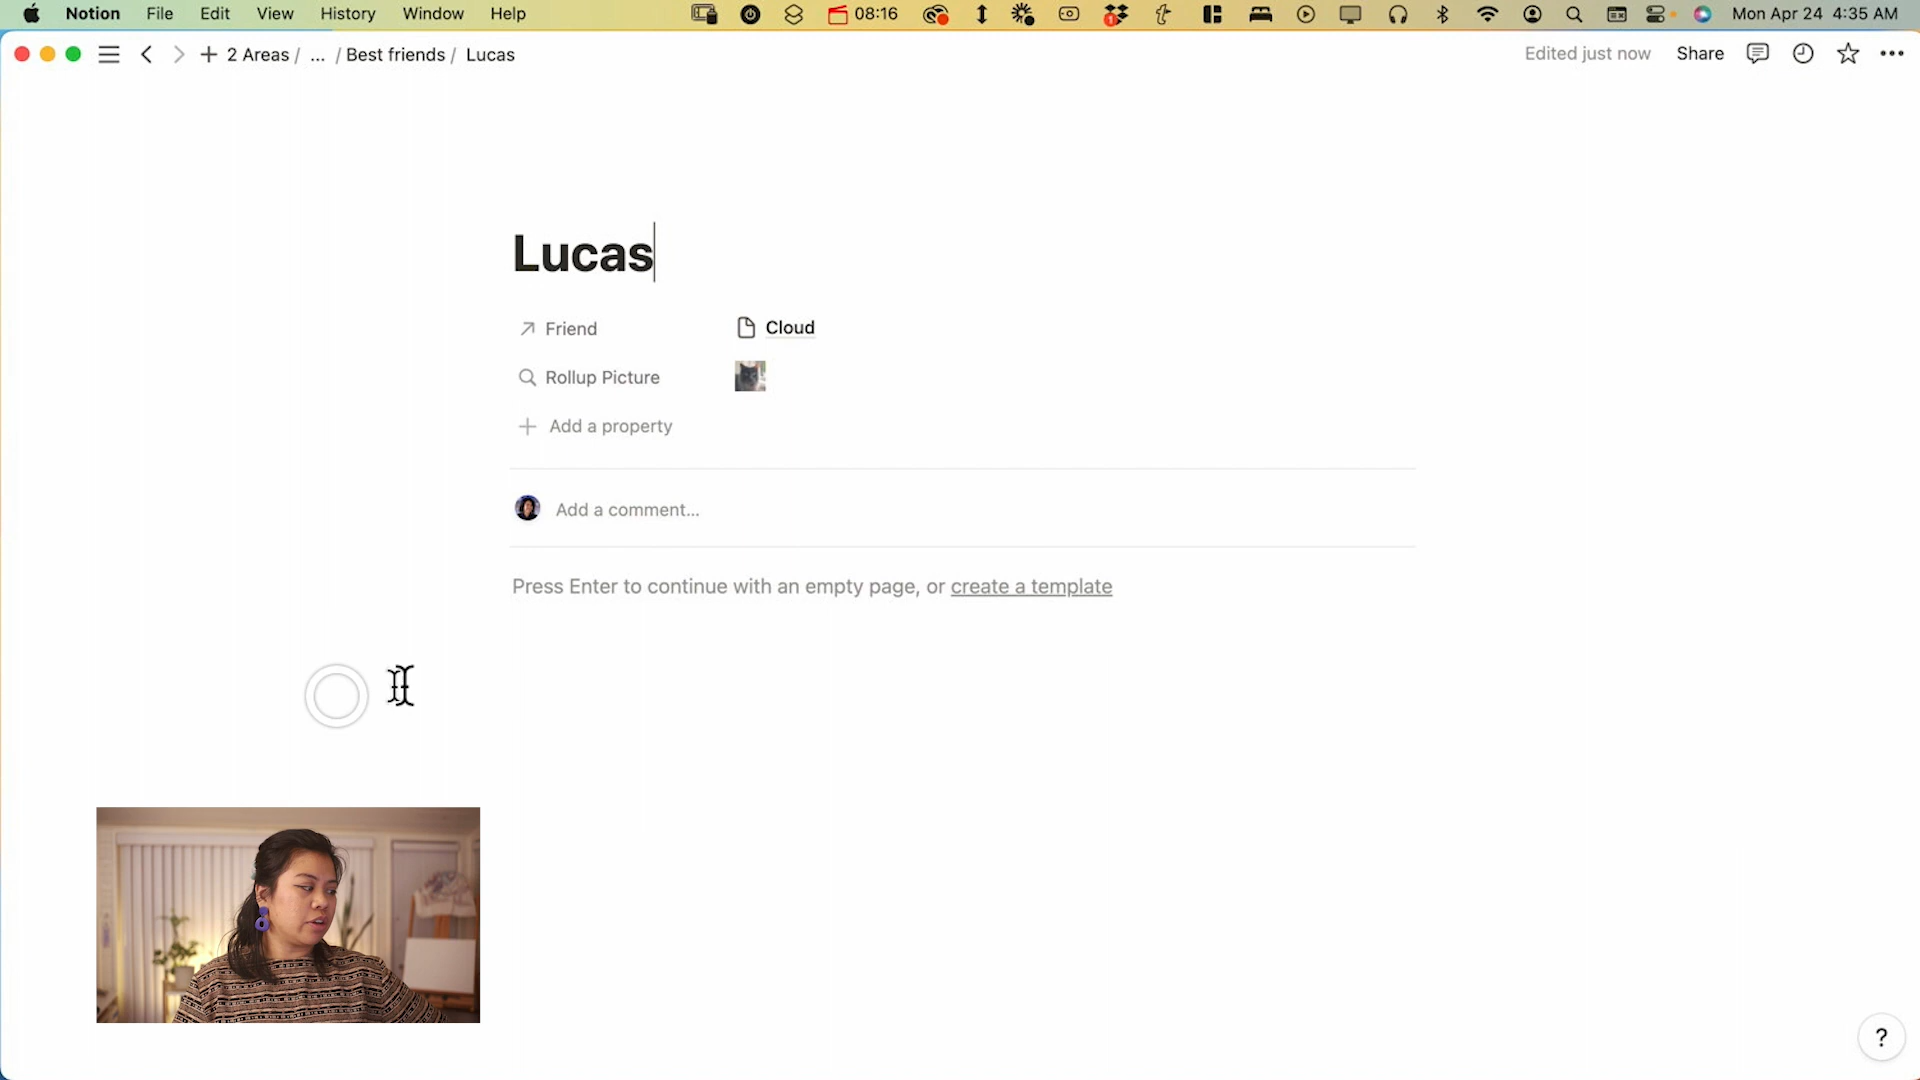 Notion File Edit View History Window Help 08:16 1 Mon Apr 24 4:35 AM
2 Areas / ... / Best friends / Lucas Edited just now Share
Lucas
Friend Cloud
Rollup Picture
Add a property
Add a comment...
Press Enter to continue with an empty page, or create a template
?